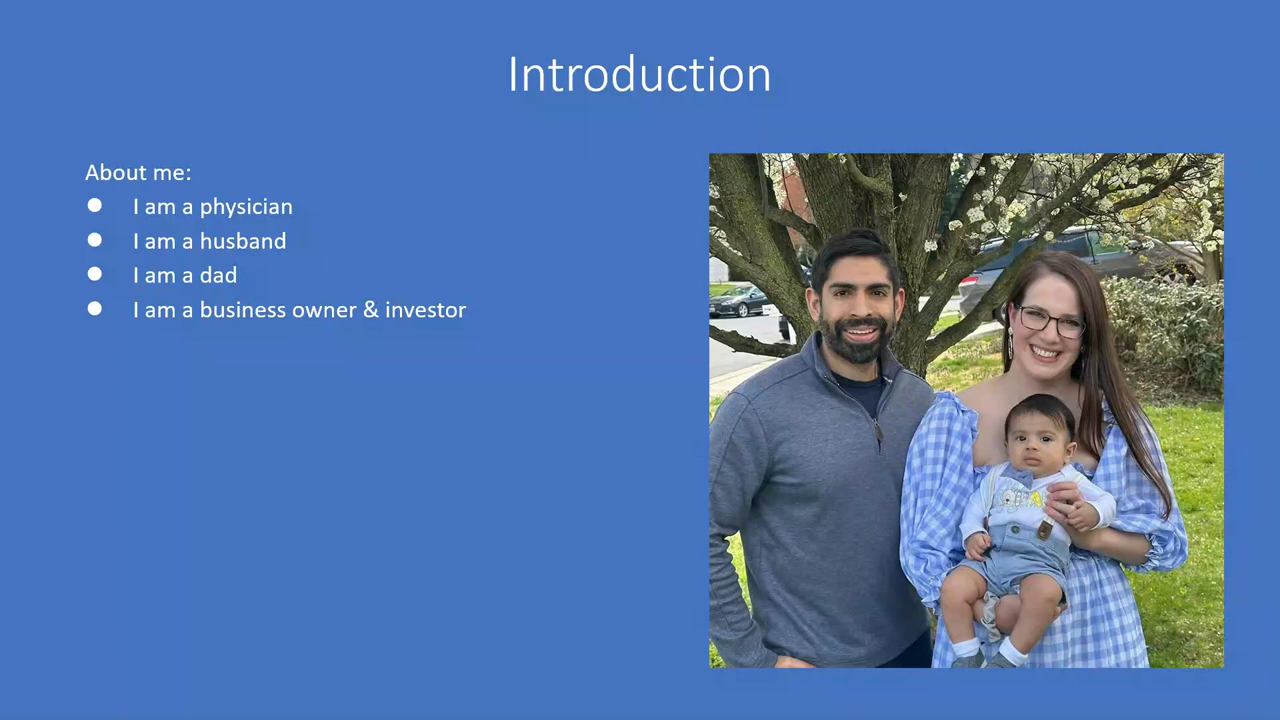 Introduction
About me:
● I am a physician
● I am a husband
● I am a dad
● I am a business owner & investor